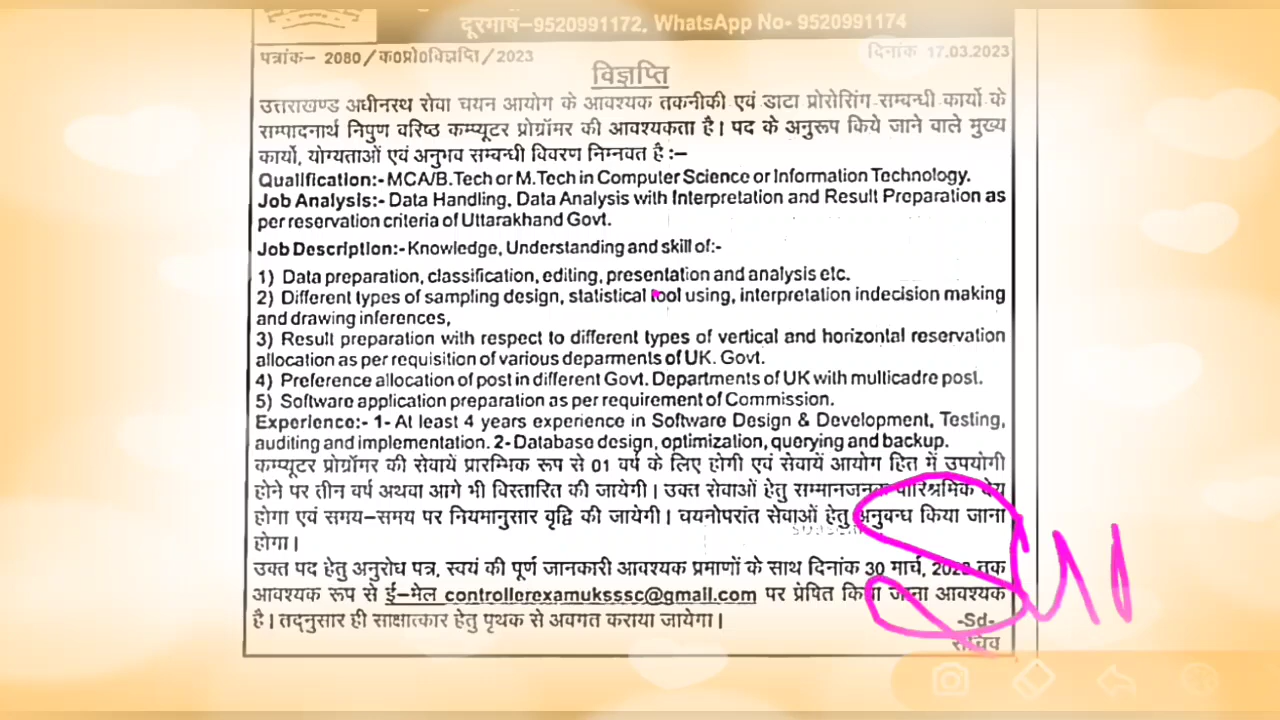 दूरभाष–9520991172, WhatsApp No- 9520991174
पत्रांक– 2080/क0प्रो0विज्ञप्ति/2023
दिनांक 17.03.2023
विज्ञप्ति
उत्तराखण्ड अधीनस्थ सेवा चयन आयोग के आवश्यक तकनीकी एवं डाटा प्रोसेसिंग सम्बन्धी कार्यो के
सम्पादनार्थ निपुण वरिष्ठ कम्प्यूटर प्रोग्रॉमर की आवश्यकता है। पद के अनुरूप किये जाने वाले मुख्य
कार्यो, योग्यताओं एवं अनुभव सम्बन्धी विवरण निम्नवत है :–
Qualification:- MCA/B.Tech or M.Tech in Computer Science or Information Technology.
Job Analysis:- Data Handling, Data Analysis with Interpretation and Result Preparation as
per reservation criteria of Uttarakhand Govt.
Job Description:- Knowledge, Understanding and skill of:-
1) Data preparation, classification, editing, presentation and analysis etc.
2) Different types of sampling design, statistical tool using, interpretation indecision making
and drawing inferences,
3) Result preparation with respect to different types of vertical and horizontal reservation
allocation as per requisition of various deparments of UK. Govt.
4) Preference allocation of post in different Govt. Departments of UK with multicadre post.
5) Software application preparation as per requirement of Commission.
Experience:- 1- At least 4 years experience in Software Design & Development, Testing,
auditing and implementation. 2- Database design, optimization, querying and backup.
कम्प्यूटर प्रोग्रॉमर की सेवायें प्रारम्भिक रूप से 01 वर्ष के लिए होगी एवं सेवायें आयोग हित में उपयोगी
होने पर तीन वर्ष अथवा आगे भी विस्तारित की जायेगी। उक्त सेवाओं हेतु सम्मानजनक पारिश्रमिक देय
होगा एवं समय–समय पर नियमानुसार वृद्वि की जायेगी। चयनोपरांत सेवाओं हेतु अनुबन्ध किया जाना
होगा।
उक्त पद हेतु अनुरोध पत्र, स्वयं की पूर्ण जानकारी आवश्यक प्रमाणों के साथ दिनांक 30 मार्च, 2023 तक
आवश्यक रूप से ई–मेल controllerexamuksssc@gmail.com पर प्रेषित किया जाना आवश्यक
है। तद्नुसार ही साक्षात्कार हेतु पृथक से अवगत कराया जायेगा।
-Sd-
सचिव